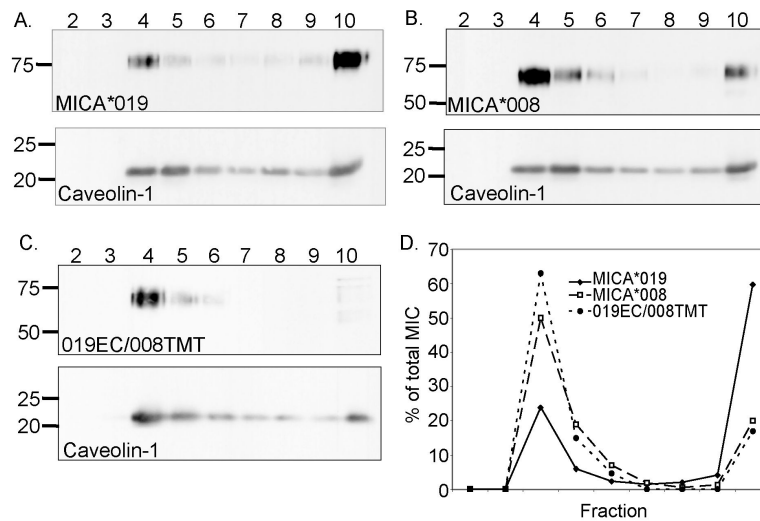 A.
2 3 4 5 6 7 8 9 10
75
MICA*019
25
20
Caveolin-1
B.
2 3 4 5 6 7 8 9 10
75
50
MICA*008
25
20
Caveolin-1
C.
2 3 4 5 6 7 8 9 10
75
50
019EC/008TMT
25
20
Caveolin-1
D.
70
60
50
40
30
20
10
0
% of total MIC
MICA*019
MICA*008
019EC/008TMT
Fraction